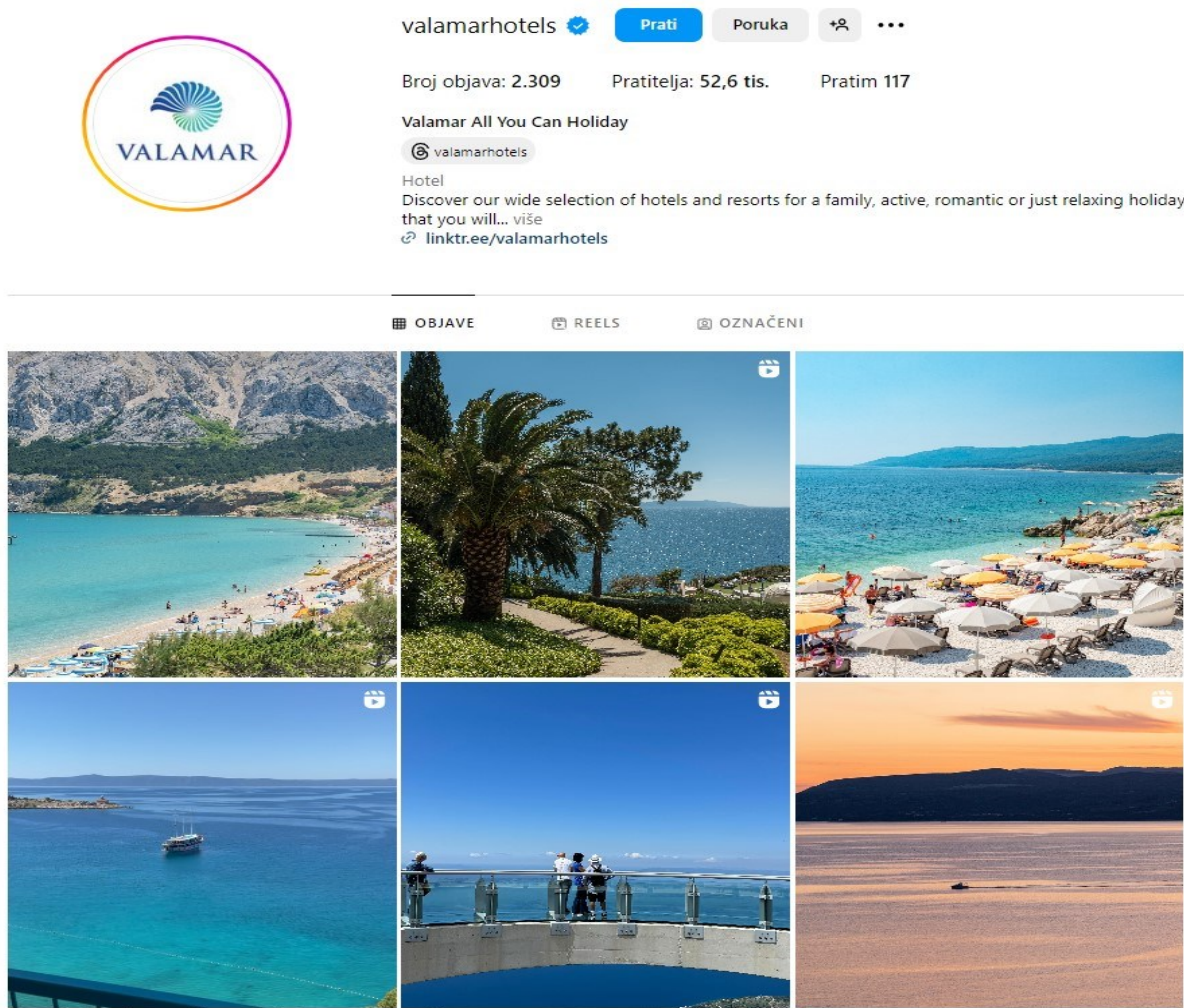 valamarhotels Prati Poruka
Broj objava: 2.309 Pratitelja: 52,6 tis. Pratim 117
VALAMAR
Valamar All You Can Holiday
valamarhotels
Hotel
Discover our wide selection of hotels and resorts for a family, active, romantic or just relaxing holiday
that you will... više
linktr.ee/valamarhotels
OBJAVE REELS OZNAČENI